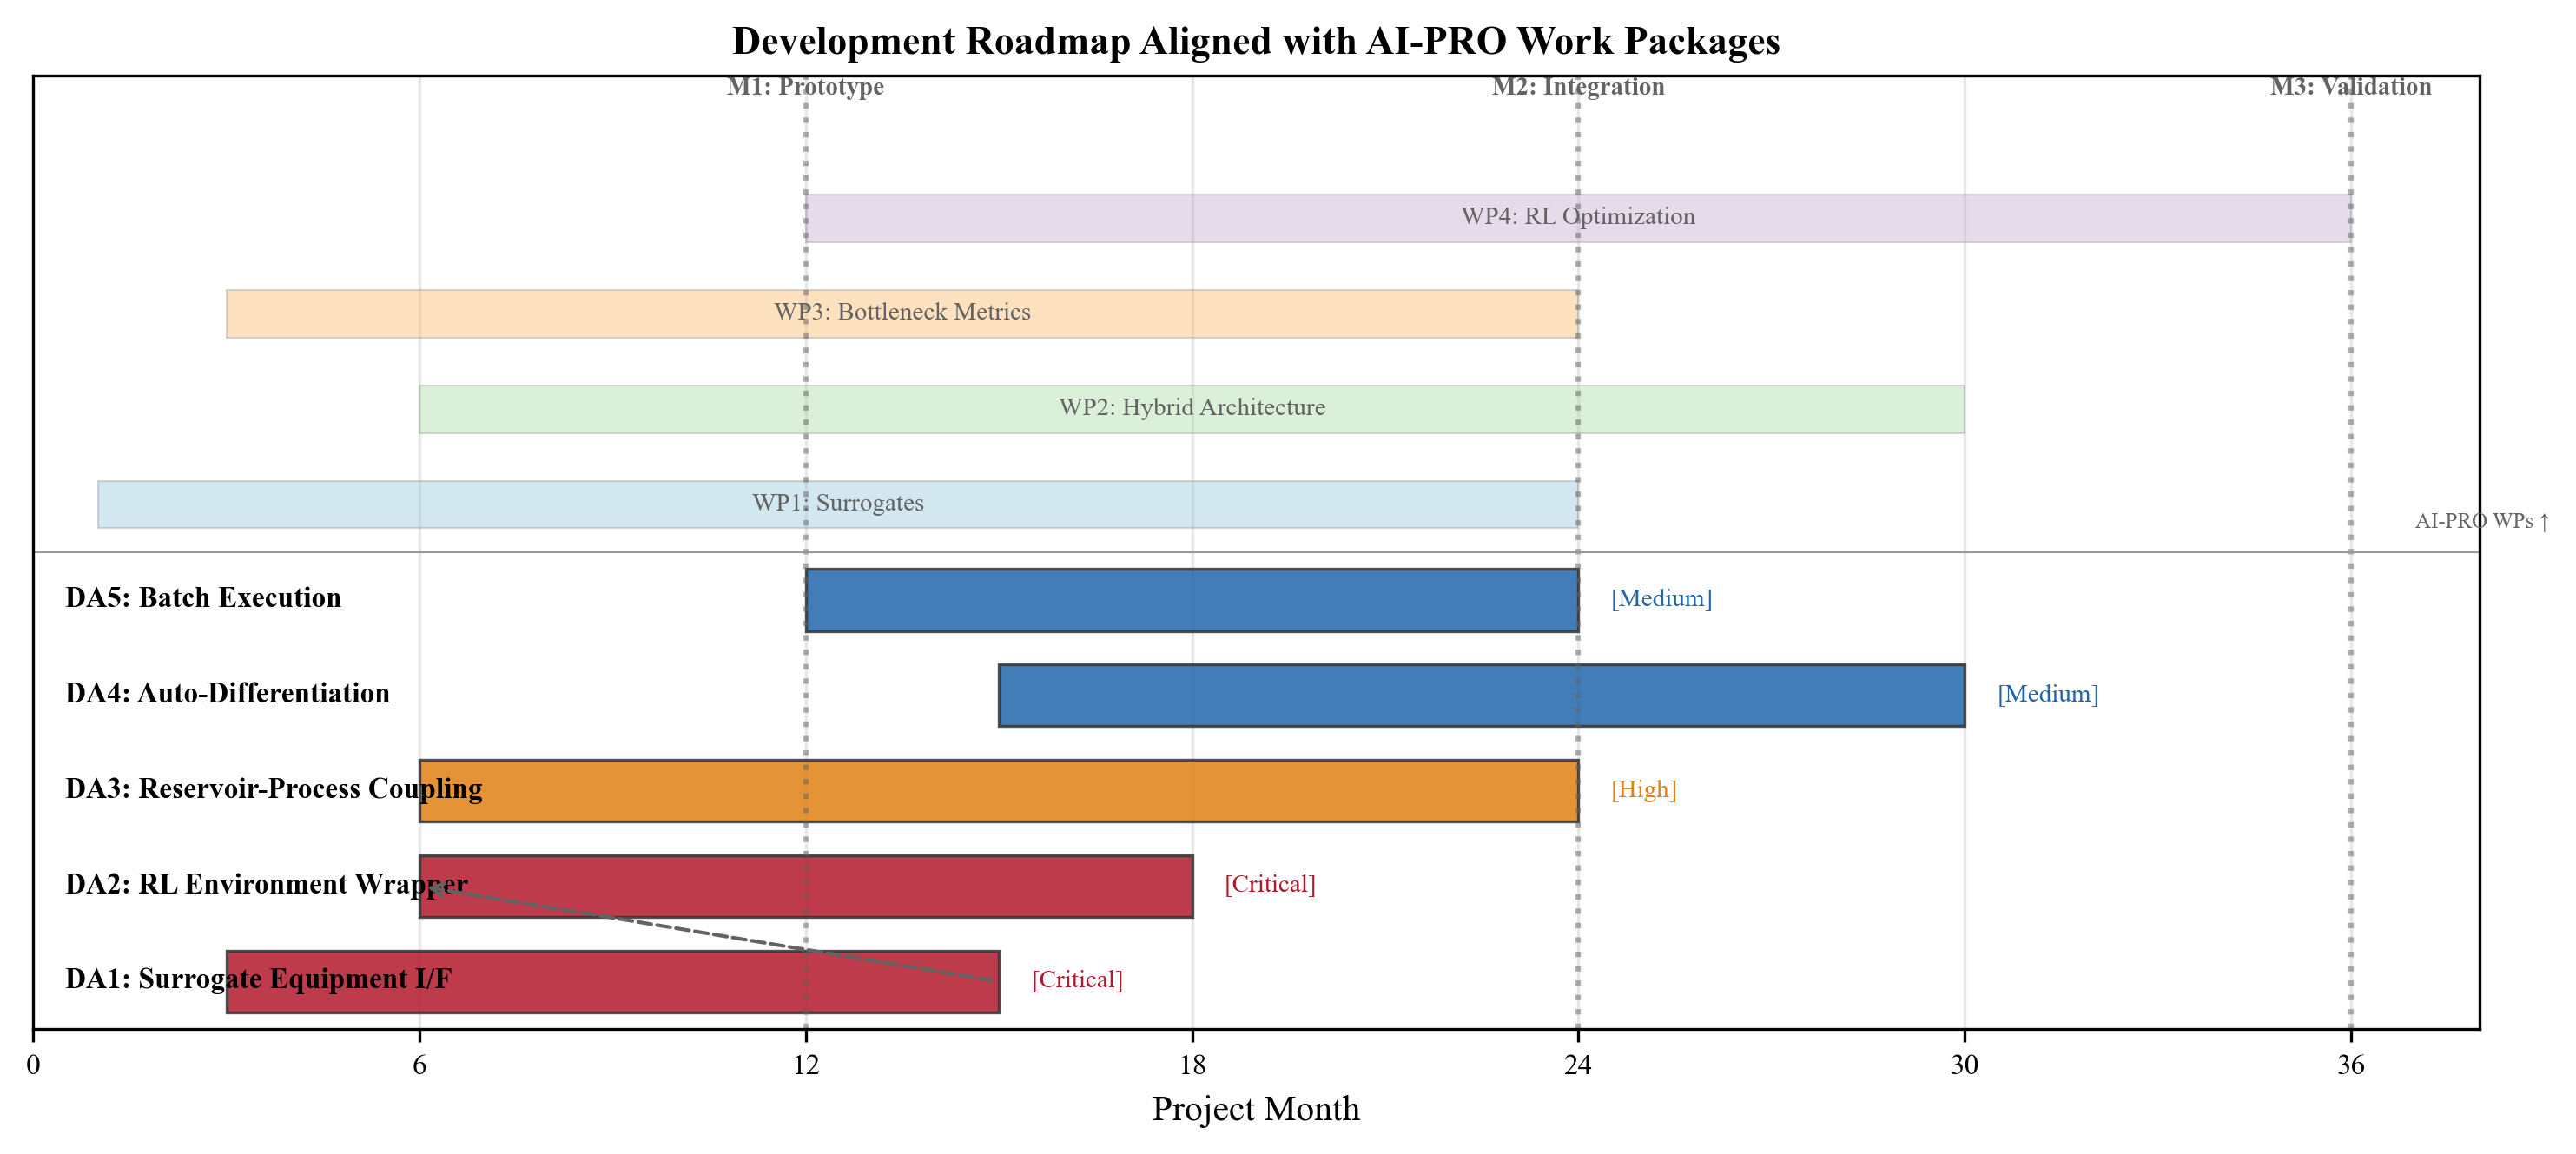 Development Roadmap Aligned with AI-PRO Work Packages
M1: Prototype
M2: Integration
M3: Validation
WP4: RL Optimization
WP3: Bottleneck Metrics
WP2: Hybrid Architecture
WP1: Surrogates
AI-PRO WPs ↑
DA5: Batch Execution
[Medium]
DA4: Auto-Differentiation
[Medium]
DA3: Reservoir-Process Coupling
[High]
DA2: RL Environment Wrapper
[Critical]
DA1: Surrogate Equipment I/F
[Critical]
0 6 12 18 24 30 36
Project Month